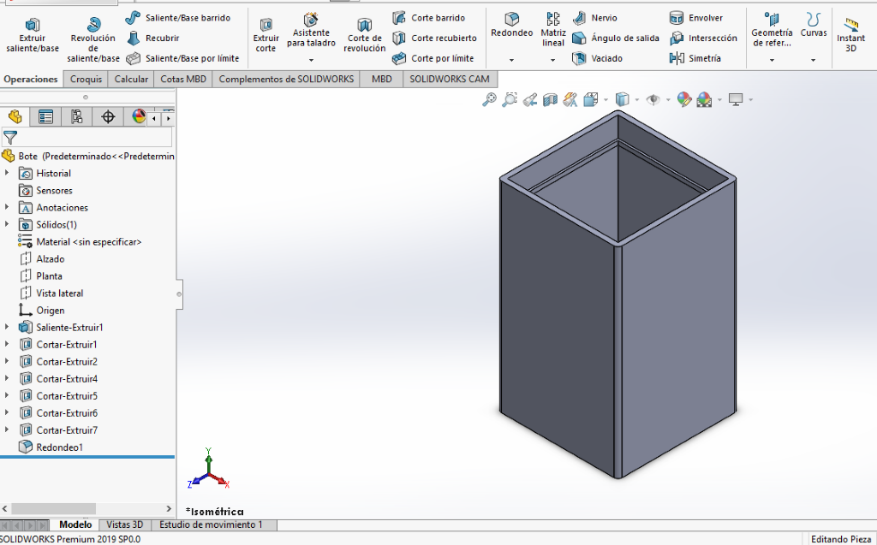 Extruir
saliente/base
Revolución
de
saliente/base
Saliente/Base barrido
Recubrir
Saliente/Base por límite
Extruir
corte
Asistente
para taladro
Corte de
revolución
Corte barrido
Corte recubierto
Corte por límite
Redondeo
Matriz
lineal
Nervio
Ángulo de salida
Vaciado
Envolver
Intersección
Simetría
Geometría
de refer...
Curvas
Instant
3D
Operaciones Croquis Calcular Cotas MBD Complementos de SOLIDWORKS MBD SOLIDWORKS CAM
Bote (Predeterminado<<Predetermin
Historial
Sensores
Anotaciones
Sólidos(1)
Material <sin especificar>
Alzado
Planta
Vista lateral
Origen
Saliente-Extruir1
Cortar-Extruir1
Cortar-Extruir2
Cortar-Extruir4
Cortar-Extruir5
Cortar-Extruir6
Cortar-Extruir7
Redondeo1
Y
Z X
*Isométrica
Modelo Vistas 3D Estudio de movimiento 1
SOLIDWORKS Premium 2019 SP0.0 Editando Pieza